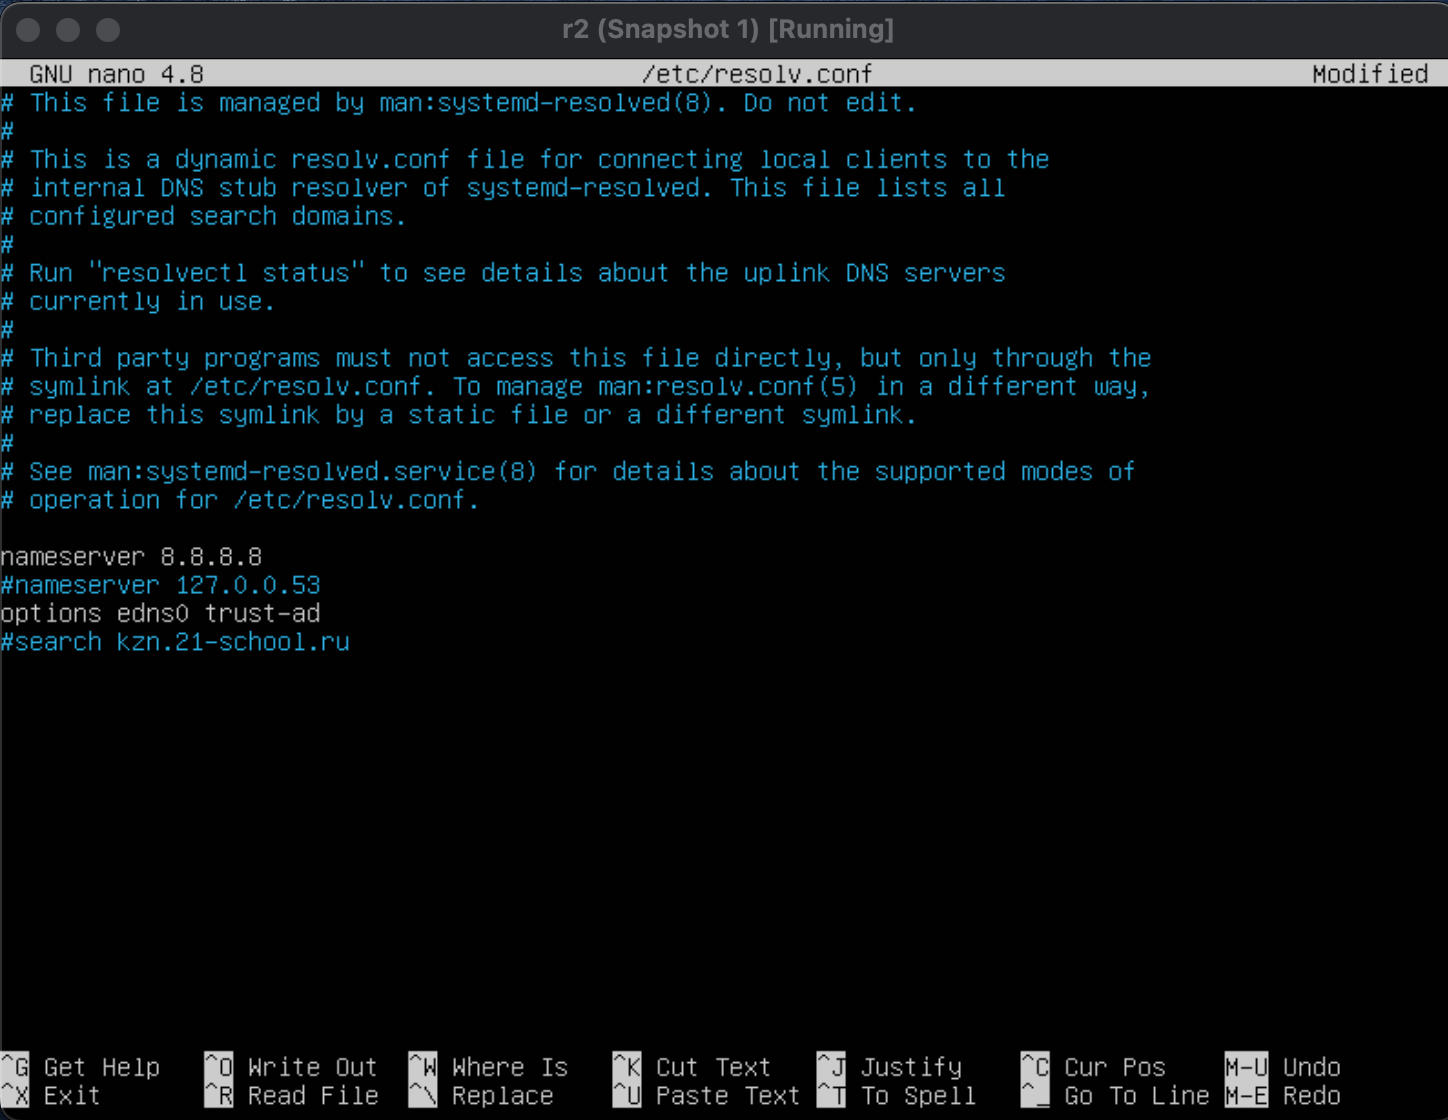 r2 (Snapshot 1) [Running]
GNU nano 4.8 /etc/resolv.conf Modified
# This file is managed by man:systemd-resolved(8). Do not edit.
#
# This is a dynamic resolv.conf file for connecting local clients to the
# internal DNS stub resolver of systemd-resolved. This file lists all
# configured search domains.
#
# Run "resolvectl status" to see details about the uplink DNS servers
# currently in use.
#
# Third party programs must not access this file directly, but only through the
# symlink at /etc/resolv.conf. To manage man:resolv.conf(5) in a different way,
# replace this symlink by a static file or a different symlink.
#
# See man:systemd-resolved.service(8) for details about the supported modes of
# operation for /etc/resolv.conf.
nameserver 8.8.8.8
#nameserver 127.0.0.53
options edns0 trust-ad
#search kzn.21-school.ru
^G Get Help ^O Write Out ^W Where Is ^K Cut Text ^J Justify ^C Cur Pos M-U Undo
^X Exit ^R Read File ^\ Replace ^U Paste Text ^T To Spell ^_ Go To Line M-E Redo